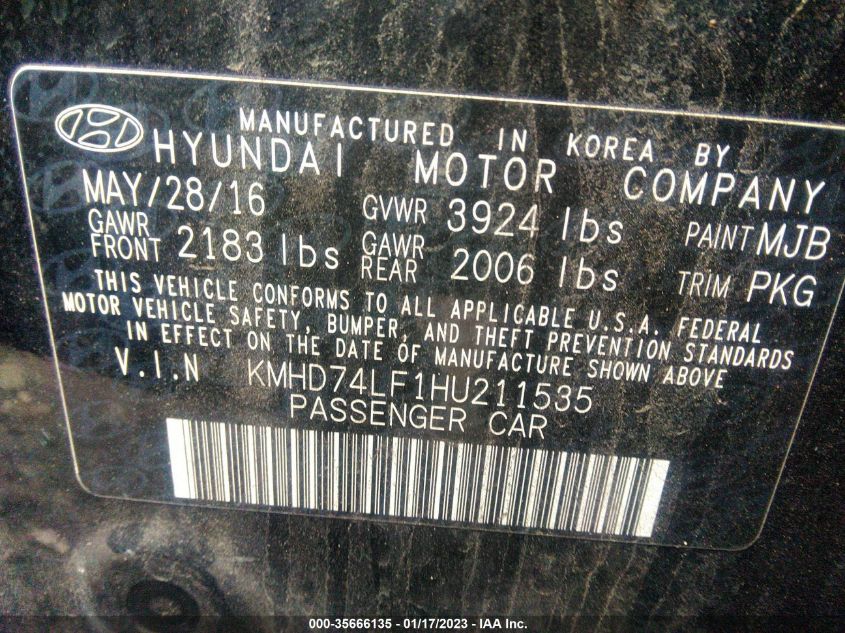 MANUFACTURED IN KOREA BY
HYUNDAI MOTOR COMPANY
MAY/28/16 GVWR 3924 lbs PAINT MJB
GAWR FRONT 2183 lbs GAWR REAR 2006 lbs TRIM PKG
THIS VEHICLE CONFORMS TO ALL APPLICABLE U.S.A. FEDERAL
MOTOR VEHICLE SAFETY, BUMPER, AND THEFT PREVENTION STANDARDS
IN EFFECT ON THE DATE OF MANUFACTURE SHOWN ABOVE
V.I.N KMHD74LF1HU211535
PASSENGER CAR
000-35666135 - 01/17/2023 - IAA Inc.